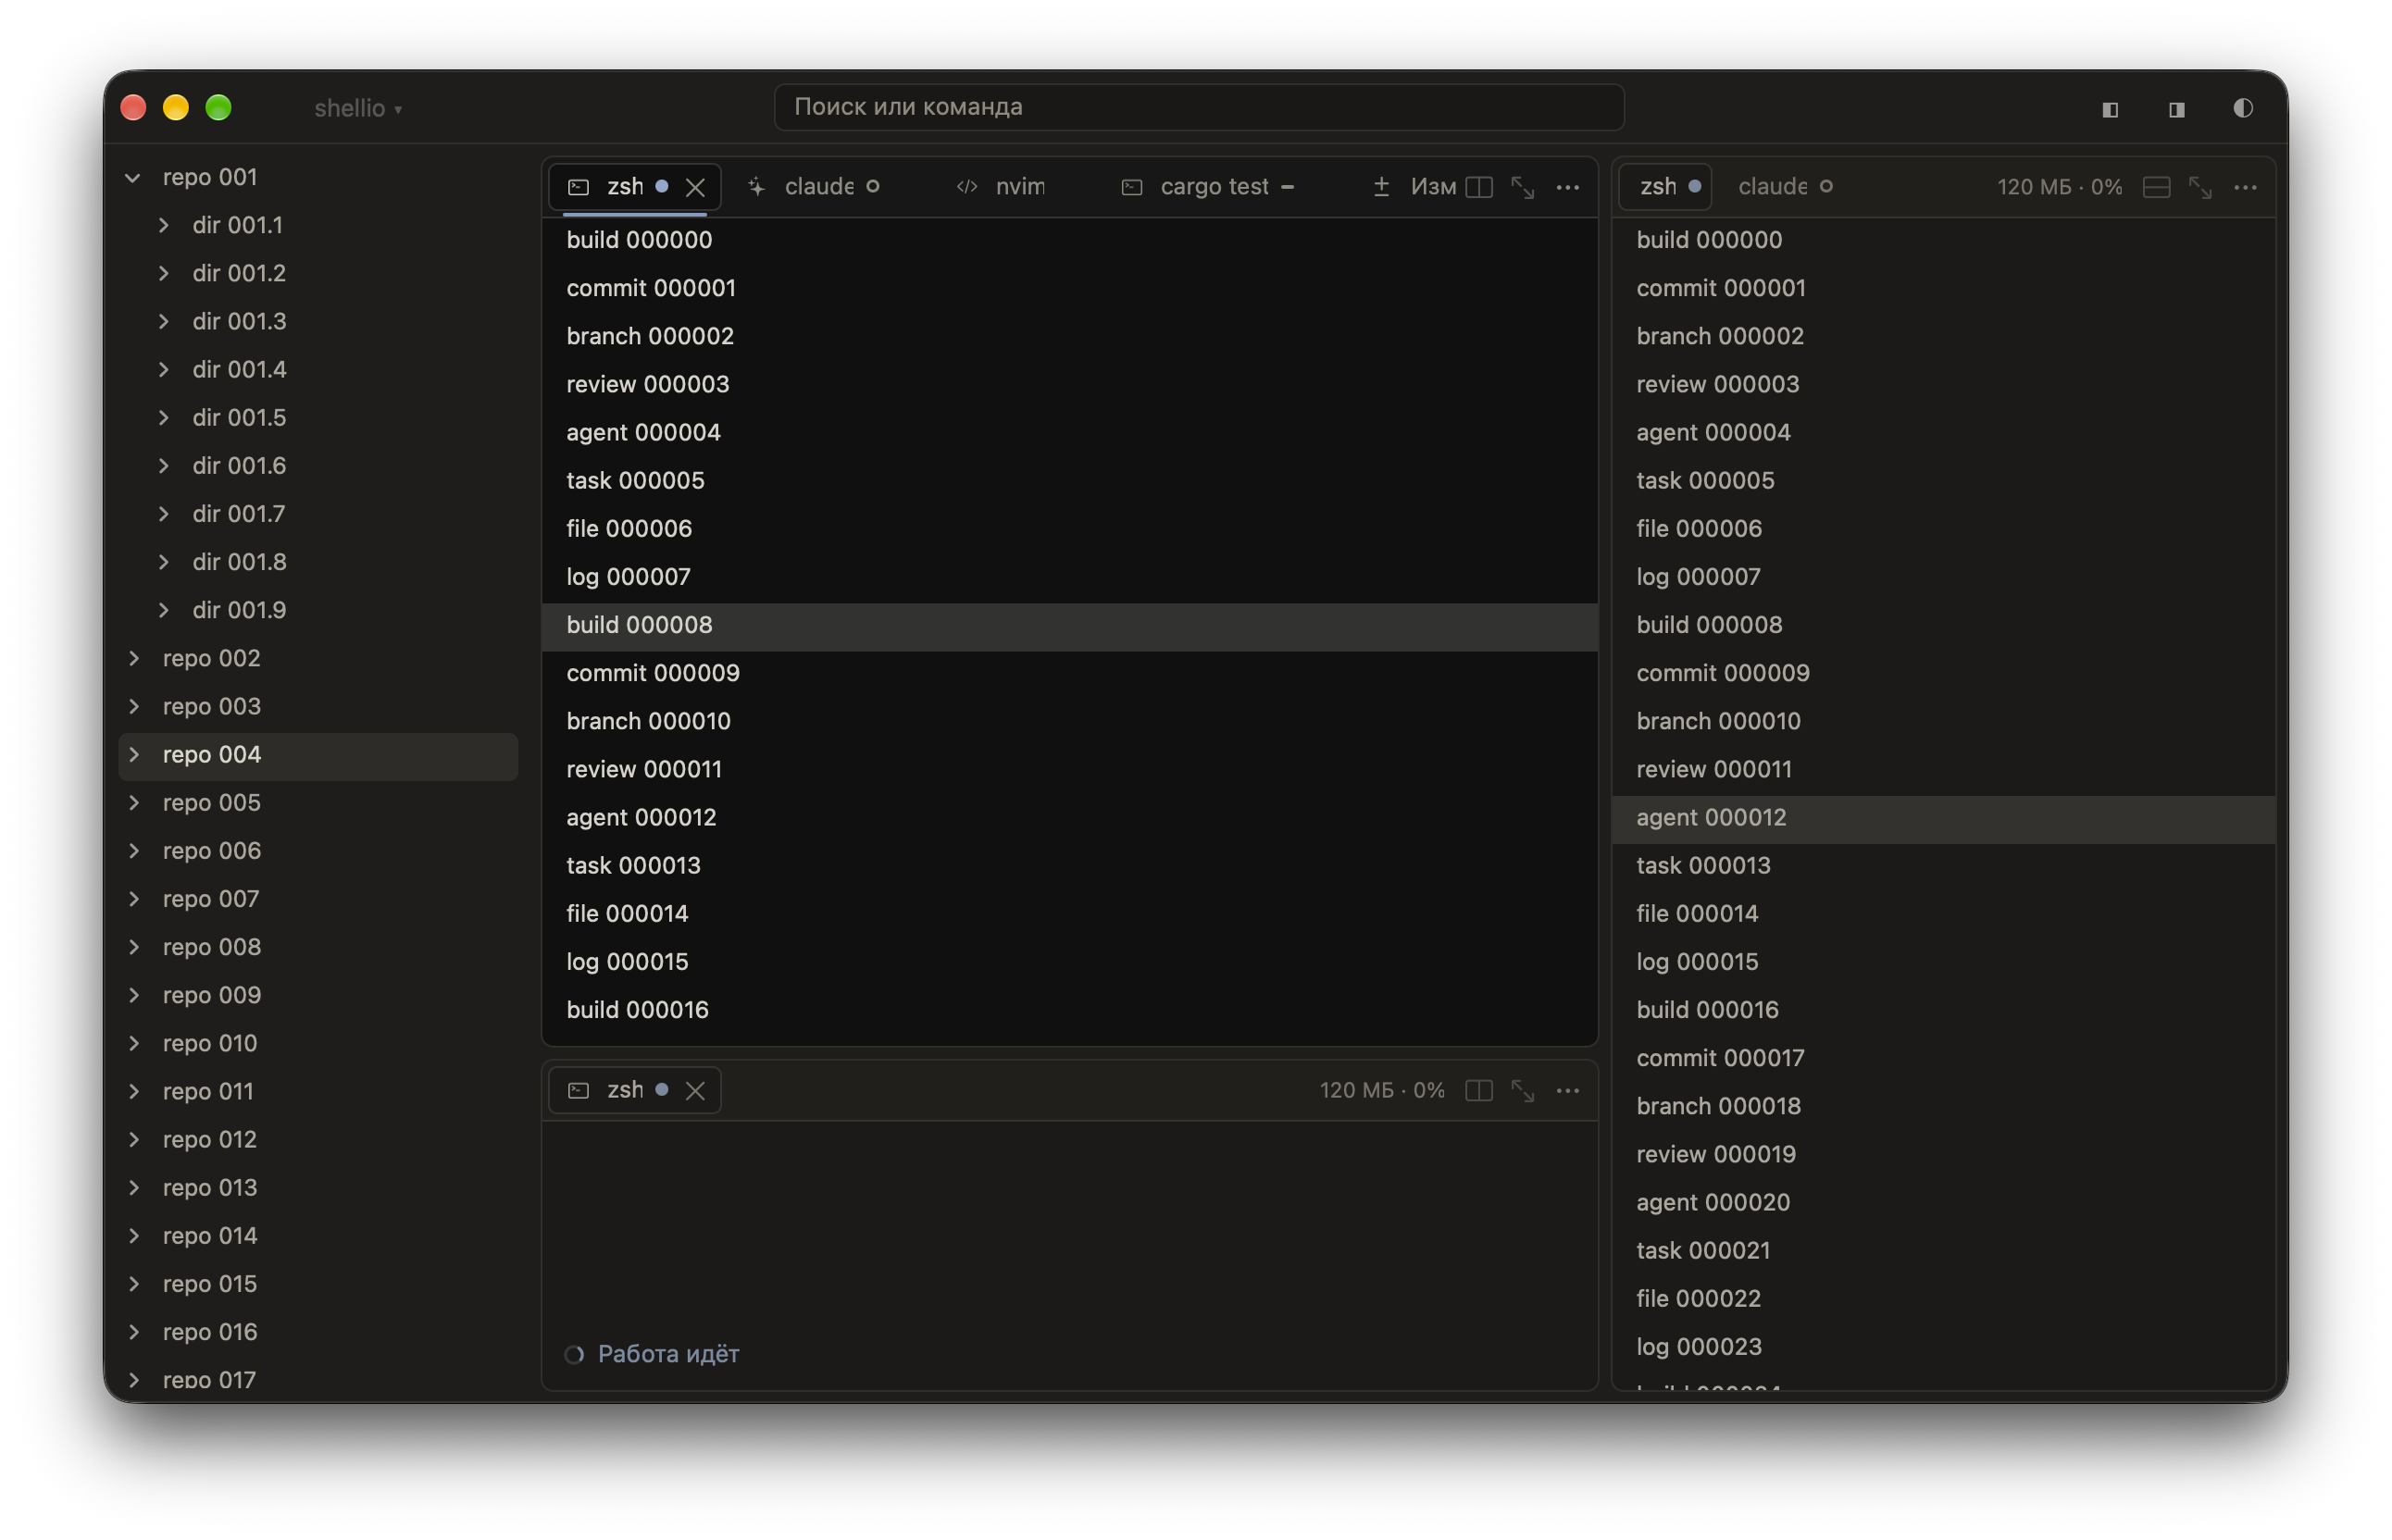 shellio
Поиск или команда
repo 001
dir 001.1
dir 001.2
dir 001.3
dir 001.4
dir 001.5
dir 001.6
dir 001.7
dir 001.8
dir 001.9
repo 002
repo 003
repo 004
repo 005
repo 006
repo 007
repo 008
repo 009
repo 010
repo 011
repo 012
repo 013
repo 014
repo 015
repo 016
repo 017
zsh claude nvim cargo test ± Изм
build 000000
commit 000001
branch 000002
review 000003
agent 000004
task 000005
file 000006
log 000007
build 000008
commit 000009
branch 000010
review 000011
agent 000012
task 000013
file 000014
log 000015
build 000016
zsh 120 МБ · 0%
Работа идёт
zsh claude 120 МБ · 0%
build 000000
commit 000001
branch 000002
review 000003
agent 000004
task 000005
file 000006
log 000007
build 000008
commit 000009
branch 000010
review 000011
agent 000012
task 000013
file 000014
log 000015
build 000016
commit 000017
branch 000018
review 000019
agent 000020
task 000021
file 000022
log 000023